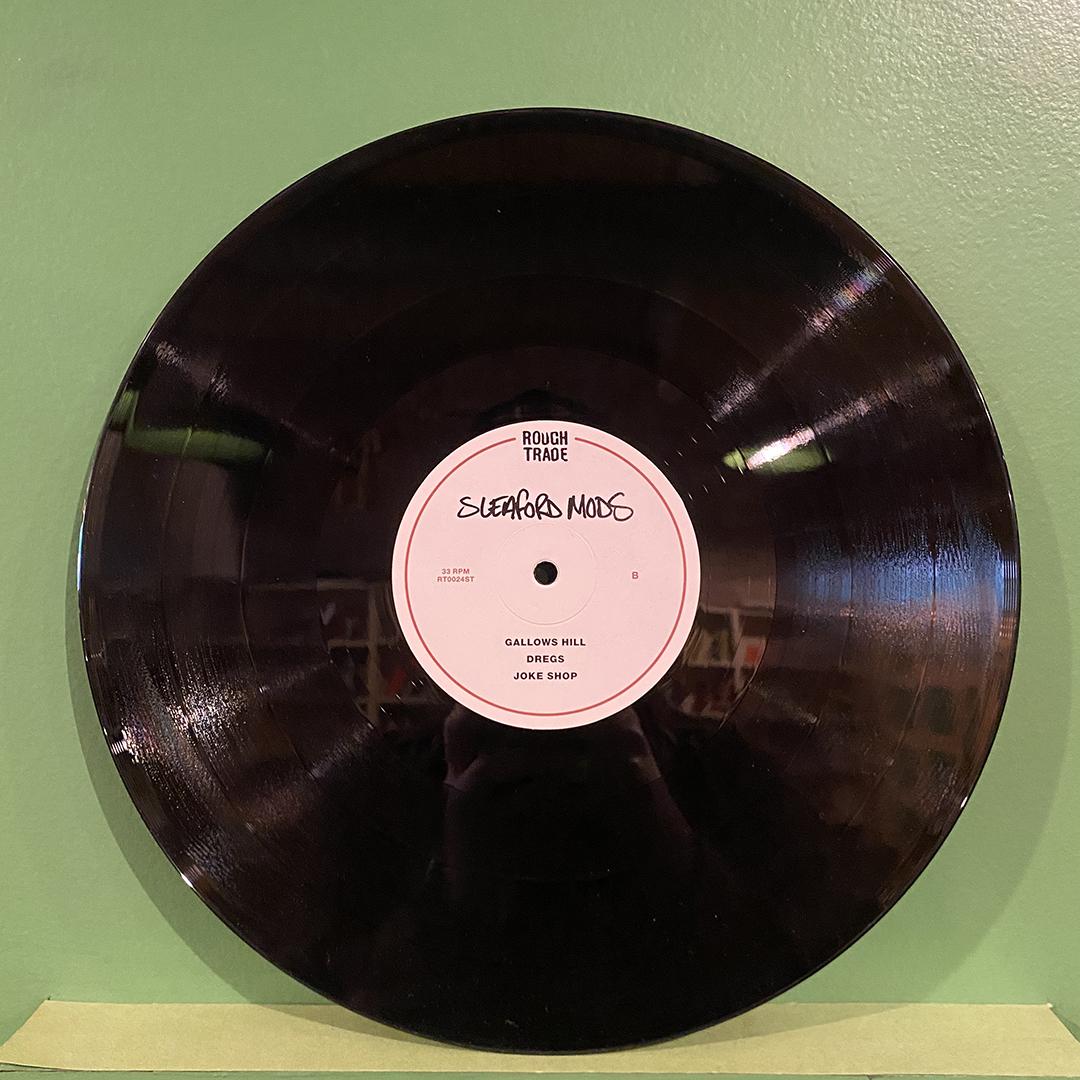 ROUGH
TRADE
SLEAFORD MODS
33 RPM
RT0024ST
B
GALLOWS HILL
DREGS
JOKE SHOP